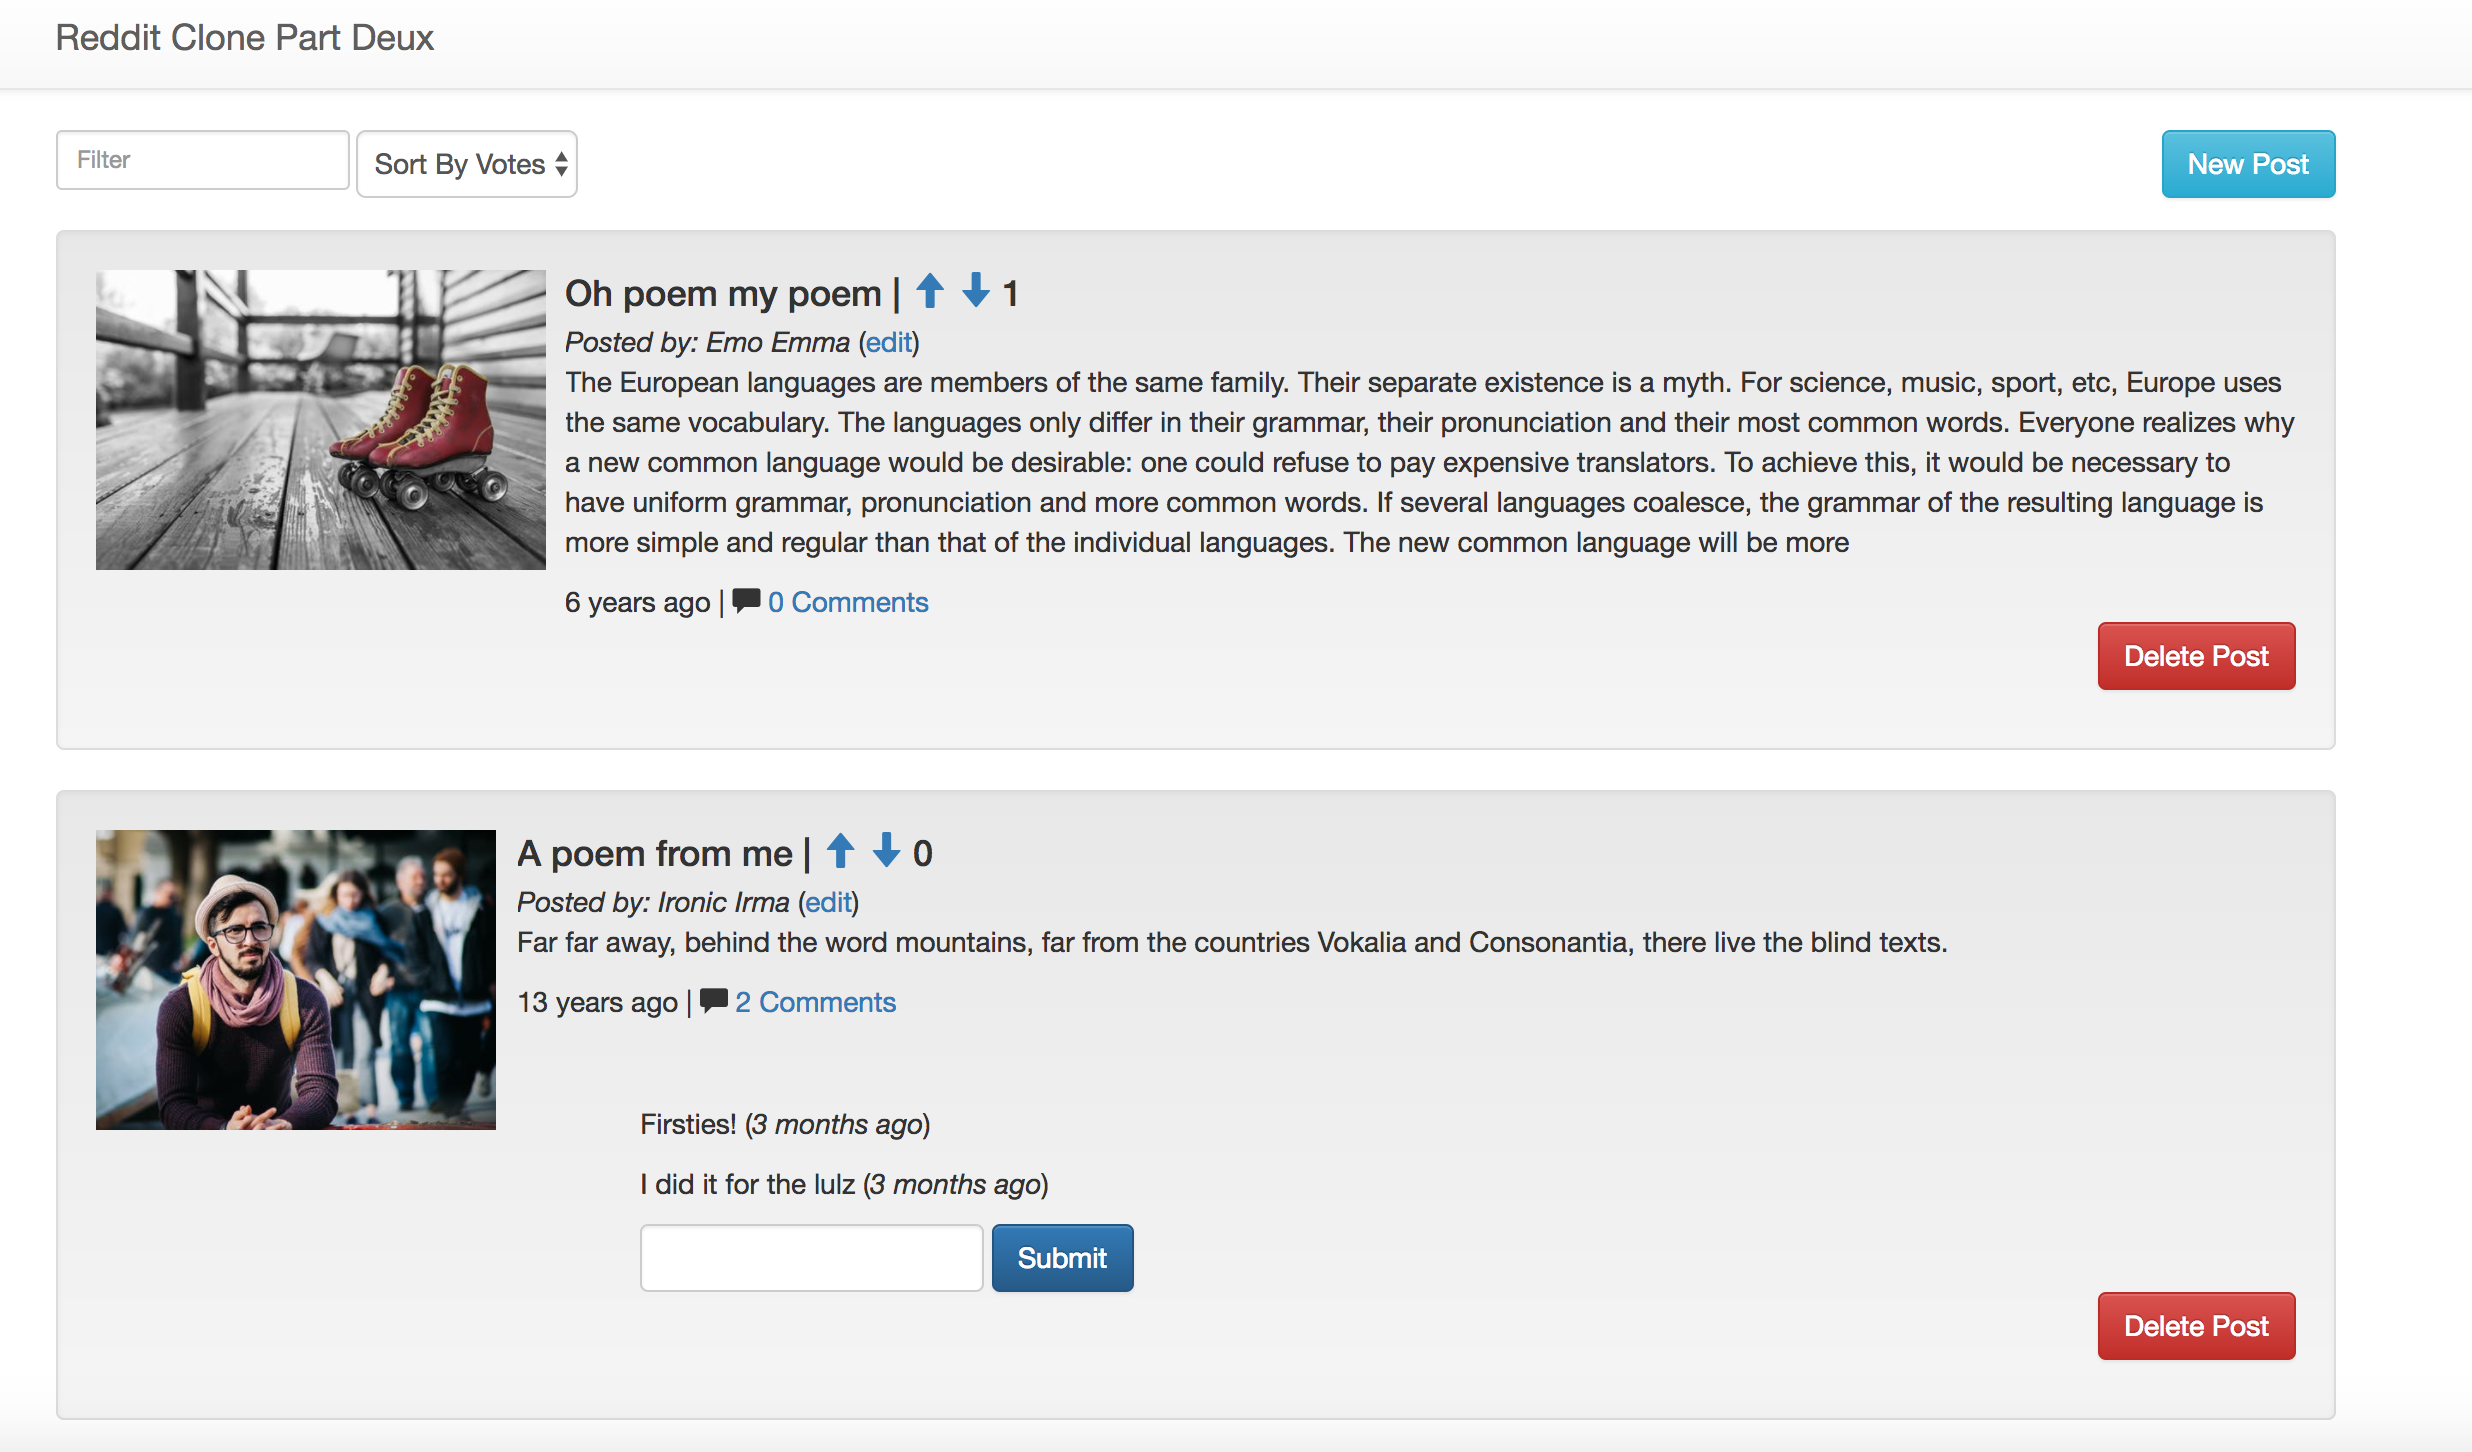 Reddit Clone Part Deux
Filter
Sort By Votes
New Post
Oh poem my poem | 1
Posted by: Emo Emma (edit)
The European languages are members of the same family. Their separate existence is a myth. For science, music, sport, etc, Europe uses
the same vocabulary. The languages only differ in their grammar, their pronunciation and their most common words. Everyone realizes why
a new common language would be desirable: one could refuse to pay expensive translators. To achieve this, it would be necessary to
have uniform grammar, pronunciation and more common words. If several languages coalesce, the grammar of the resulting language is
more simple and regular than that of the individual languages. The new common language will be more
6 years ago | 0 Comments
Delete Post
A poem from me | 0
Posted by: Ironic Irma (edit)
Far far away, behind the word mountains, far from the countries Vokalia and Consonantia, there live the blind texts.
13 years ago | 2 Comments
Firsties! (3 months ago)
I did it for the lulz (3 months ago)
Submit
Delete Post